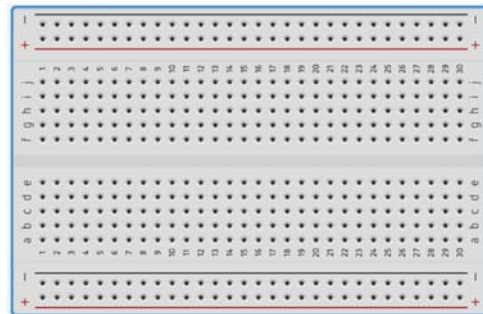 − −
+ +
1 2 3 4 5 6 7 8 9 10 11 12 13 14 15 16 17 18 19 20 21 22 23 24 25 26 27 28 29 30
j j
i i
h h
g g
f f
e e
d d
c c
b b
a a
1 2 3 4 5 6 7 8 9 10 11 12 13 14 15 16 17 18 19 20 21 22 23 24 25 26 27 28 29 30
− −
+ +